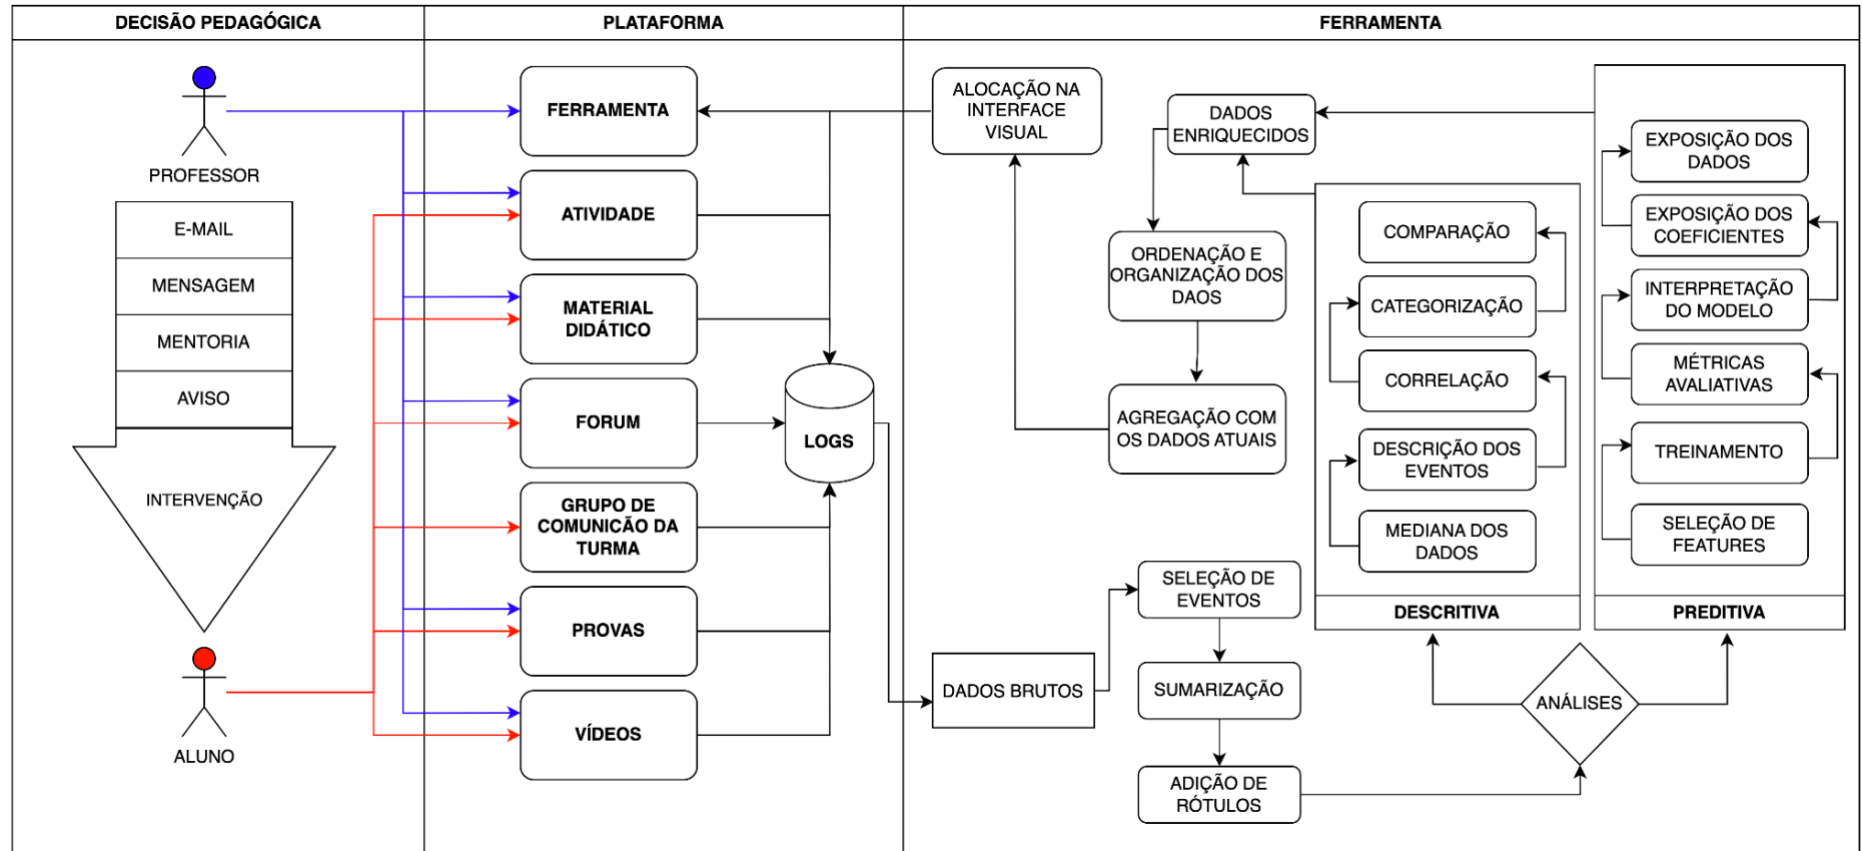 DECISÃO PEDAGÓGICA
PLATAFORMA
FERRAMENTA
PROFESSOR
E-MAIL
MENSAGEM
MENTORIA
AVISO
INTERVENÇÃO
ALUNO
FERRAMENTA
ATIVIDADE
MATERIAL
DIDÁTICO
FORUM
GRUPO DE
COMUNICÃO DA
TURMA
PROVAS
VÍDEOS
LOGS
ALOCAÇÃO NA
INTERFACE
VISUAL
DADOS
ENRIQUECIDOS
ORDENAÇÃO E
ORGANIZAÇÃO DOS
DAOS
AGREGAÇÃO COM
OS DADOS ATUAIS
DADOS BRUTOS
SELEÇÃO DE
EVENTOS
SUMARIZAÇÃO
ADIÇÃO DE
RÓTULOS
COMPARAÇÃO
CATEGORIZAÇÃO
CORRELAÇÃO
DESCRIÇÃO DOS
EVENTOS
MEDIANA DOS
DADOS
DESCRITIVA
EXPOSIÇÃO DOS
DADOS
EXPOSIÇÃO DOS
COEFICIENTES
INTERPRETAÇÃO
DO MODELO
MÉTRICAS
AVALIATIVAS
TREINAMENTO
SELEÇÃO DE
FEATURES
PREDITIVA
ANÁLISES